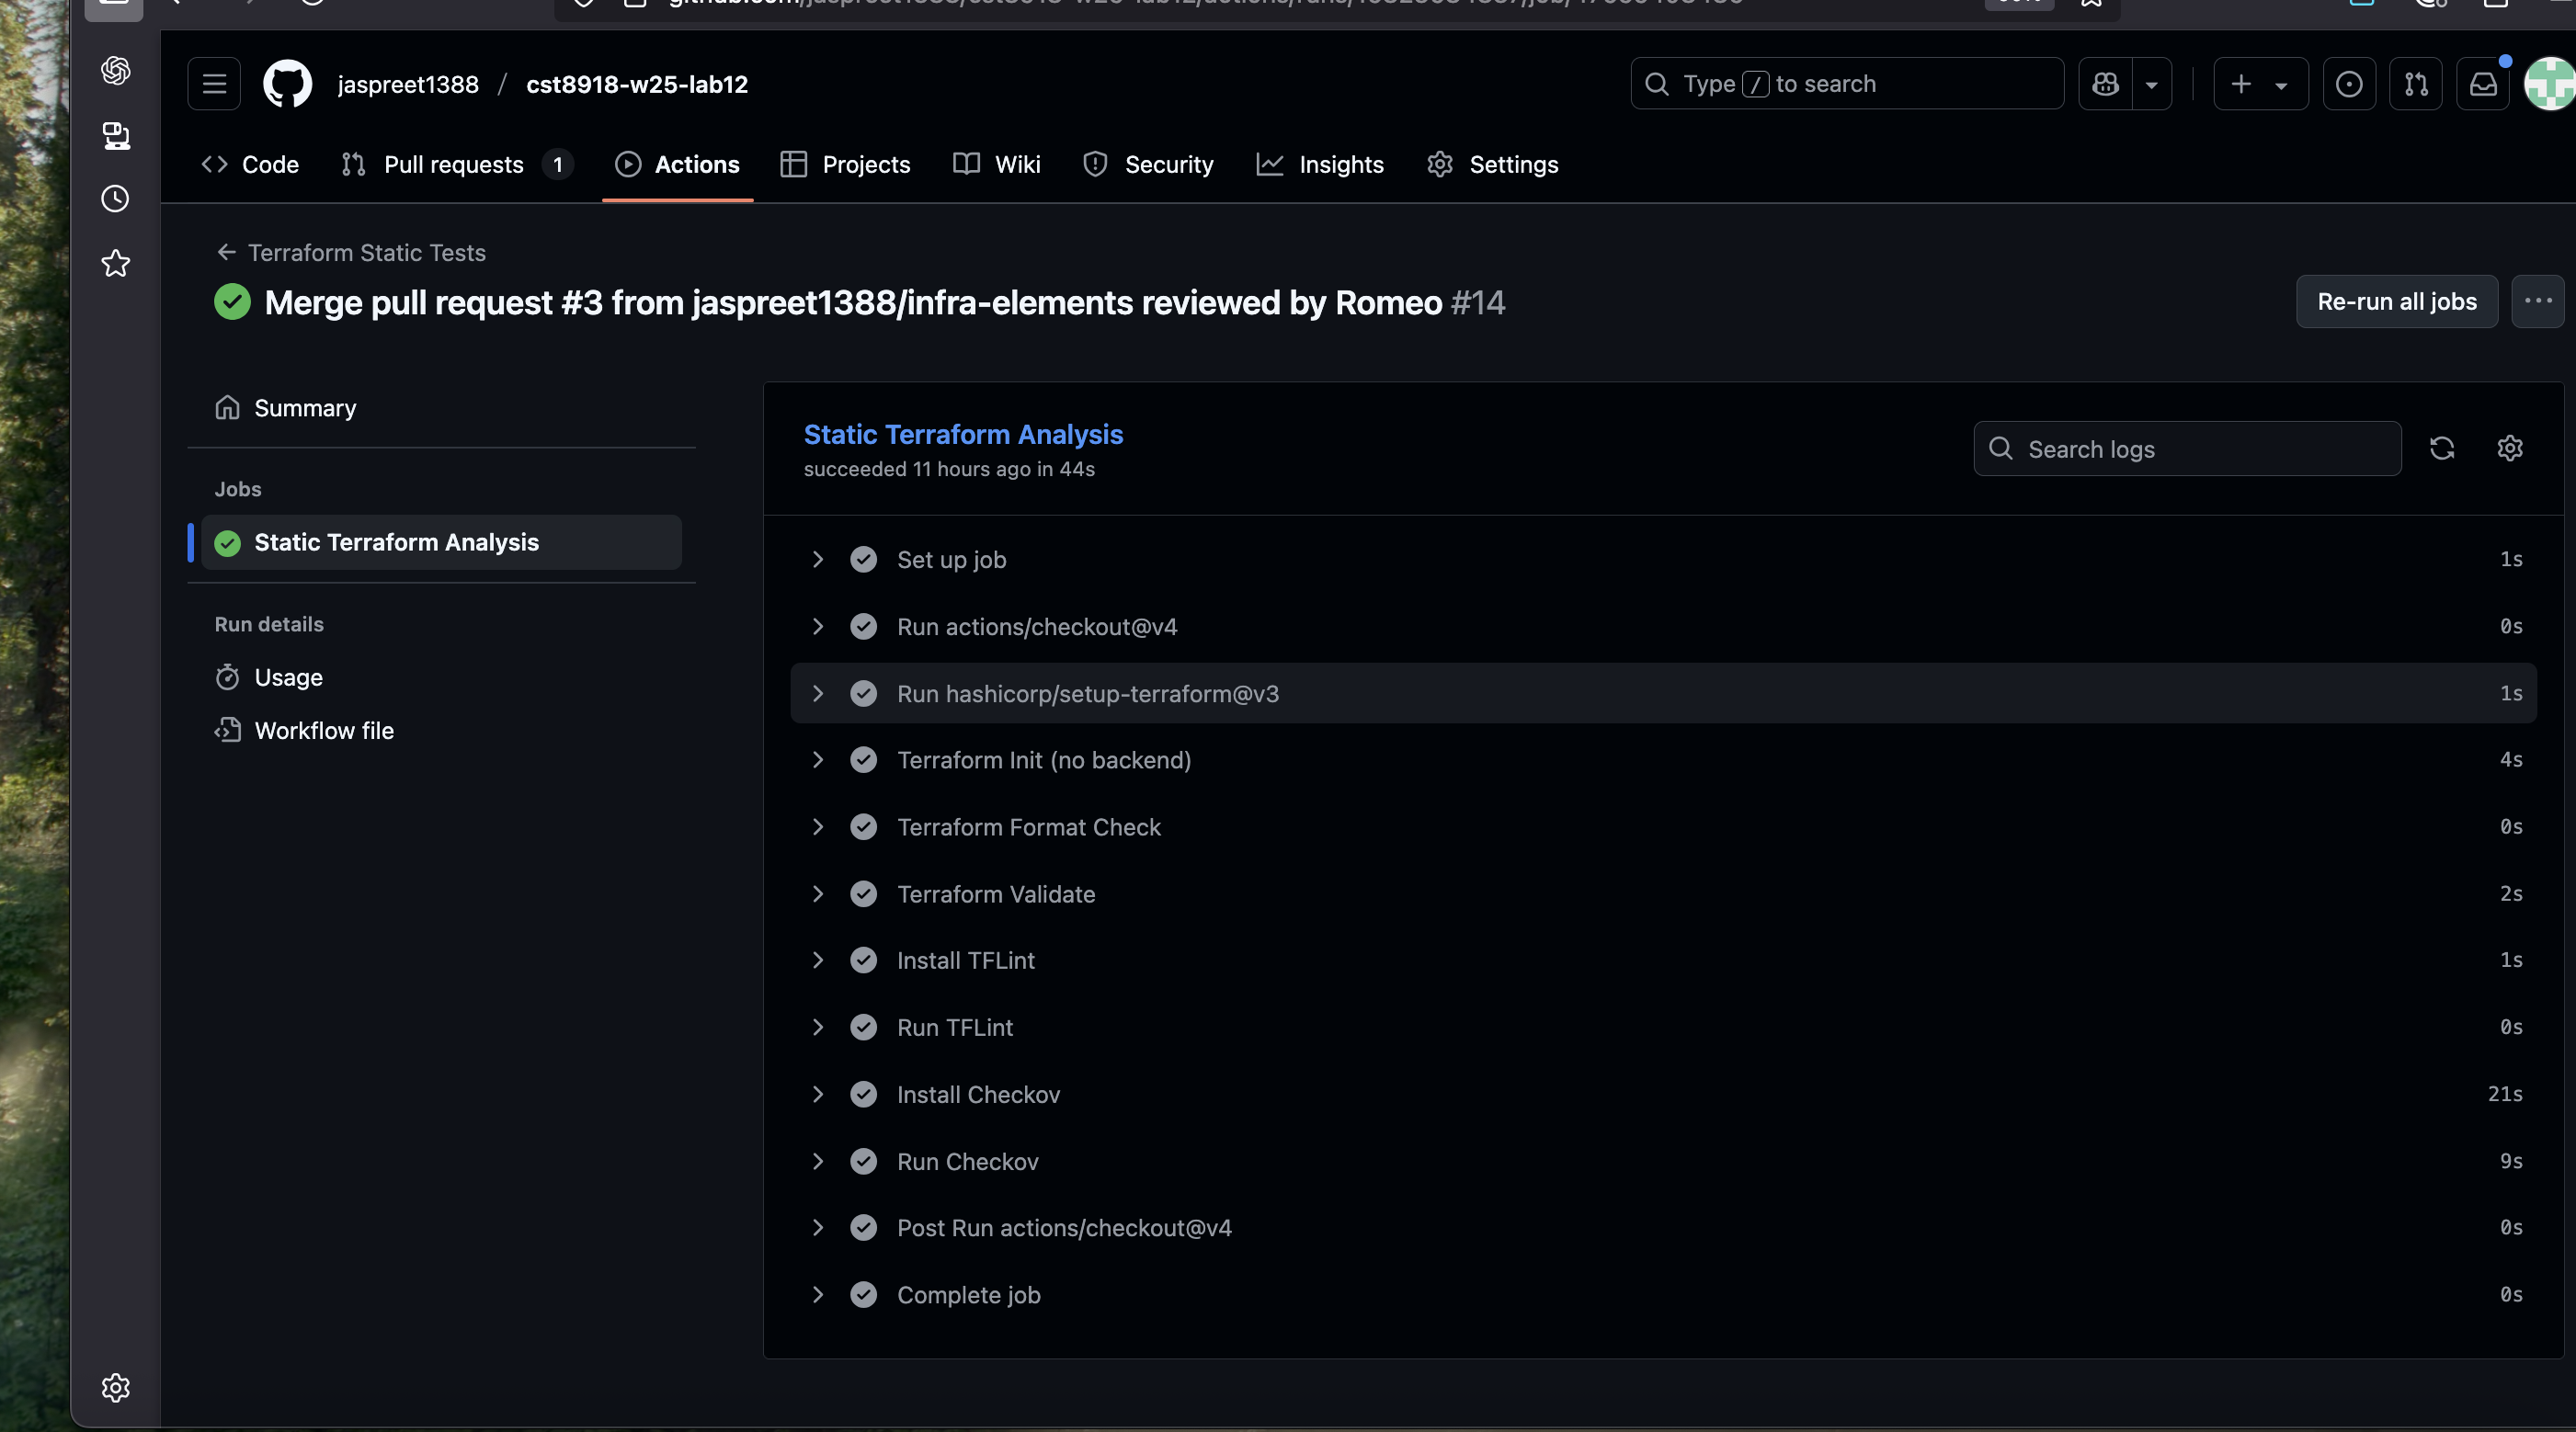 jaspreet1388 / cst8918-w25-lab12
Type / to search
Code
Pull requests 1
Actions
Projects
Wiki
Security
Insights
Settings
Terraform Static Tests
Merge pull request #3 from jaspreet1388/infra-elements reviewed by Romeo #14
Re-run all jobs
Summary
Jobs
Static Terraform Analysis
Run details
Usage
Workflow file
Static Terraform Analysis
succeeded 11 hours ago in 44s
Search logs
Set up job 1s
Run actions/checkout@v4 0s
Run hashicorp/setup-terraform@v3 1s
Terraform Init (no backend) 4s
Terraform Format Check 0s
Terraform Validate 2s
Install TFLint 1s
Run TFLint 0s
Install Checkov 21s
Run Checkov 9s
Post Run actions/checkout@v4 0s
Complete job 0s